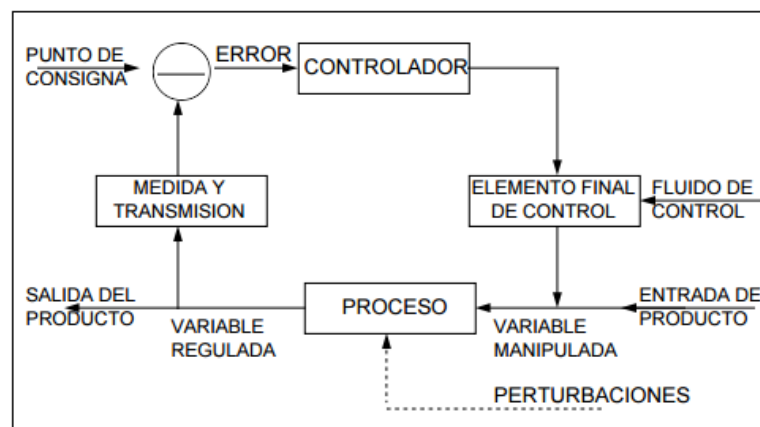 PUNTO DE
CONSIGNA
ERROR
CONTROLADOR
MEDIDA Y
TRANSMISION
ELEMENTO FINAL
DE CONTROL
FLUIDO DE
CONTROL
SALIDA DEL
PRODUCTO
VARIABLE
REGULADA
PROCESO
VARIABLE
MANIPULADA
ENTRADA DE
PRODUCTO
PERTURBACIONES